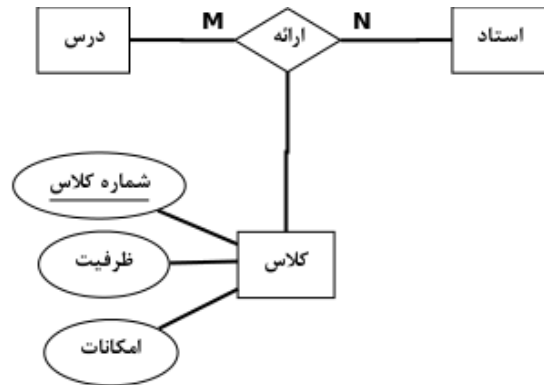 استاد
N
ارائه
M
درس
شماره کلاس
کلاس
ظرفیت
امکانات